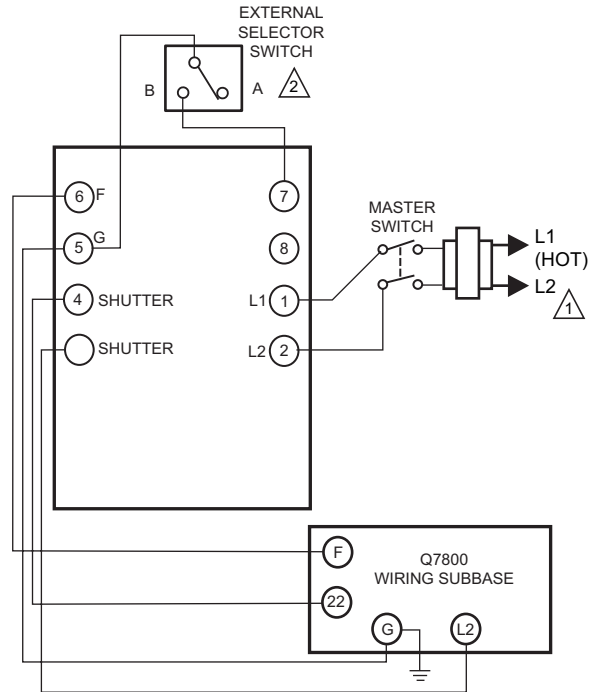 EXTERNAL
SELECTOR
SWITCH
B
A
2
6
F
7
5
G
8
MASTER
SWITCH
L1
(HOT)
L2
1
4
SHUTTER
L1
1
SHUTTER
L2
2
F
Q7800
WIRING SUBBASE
22
G
L2